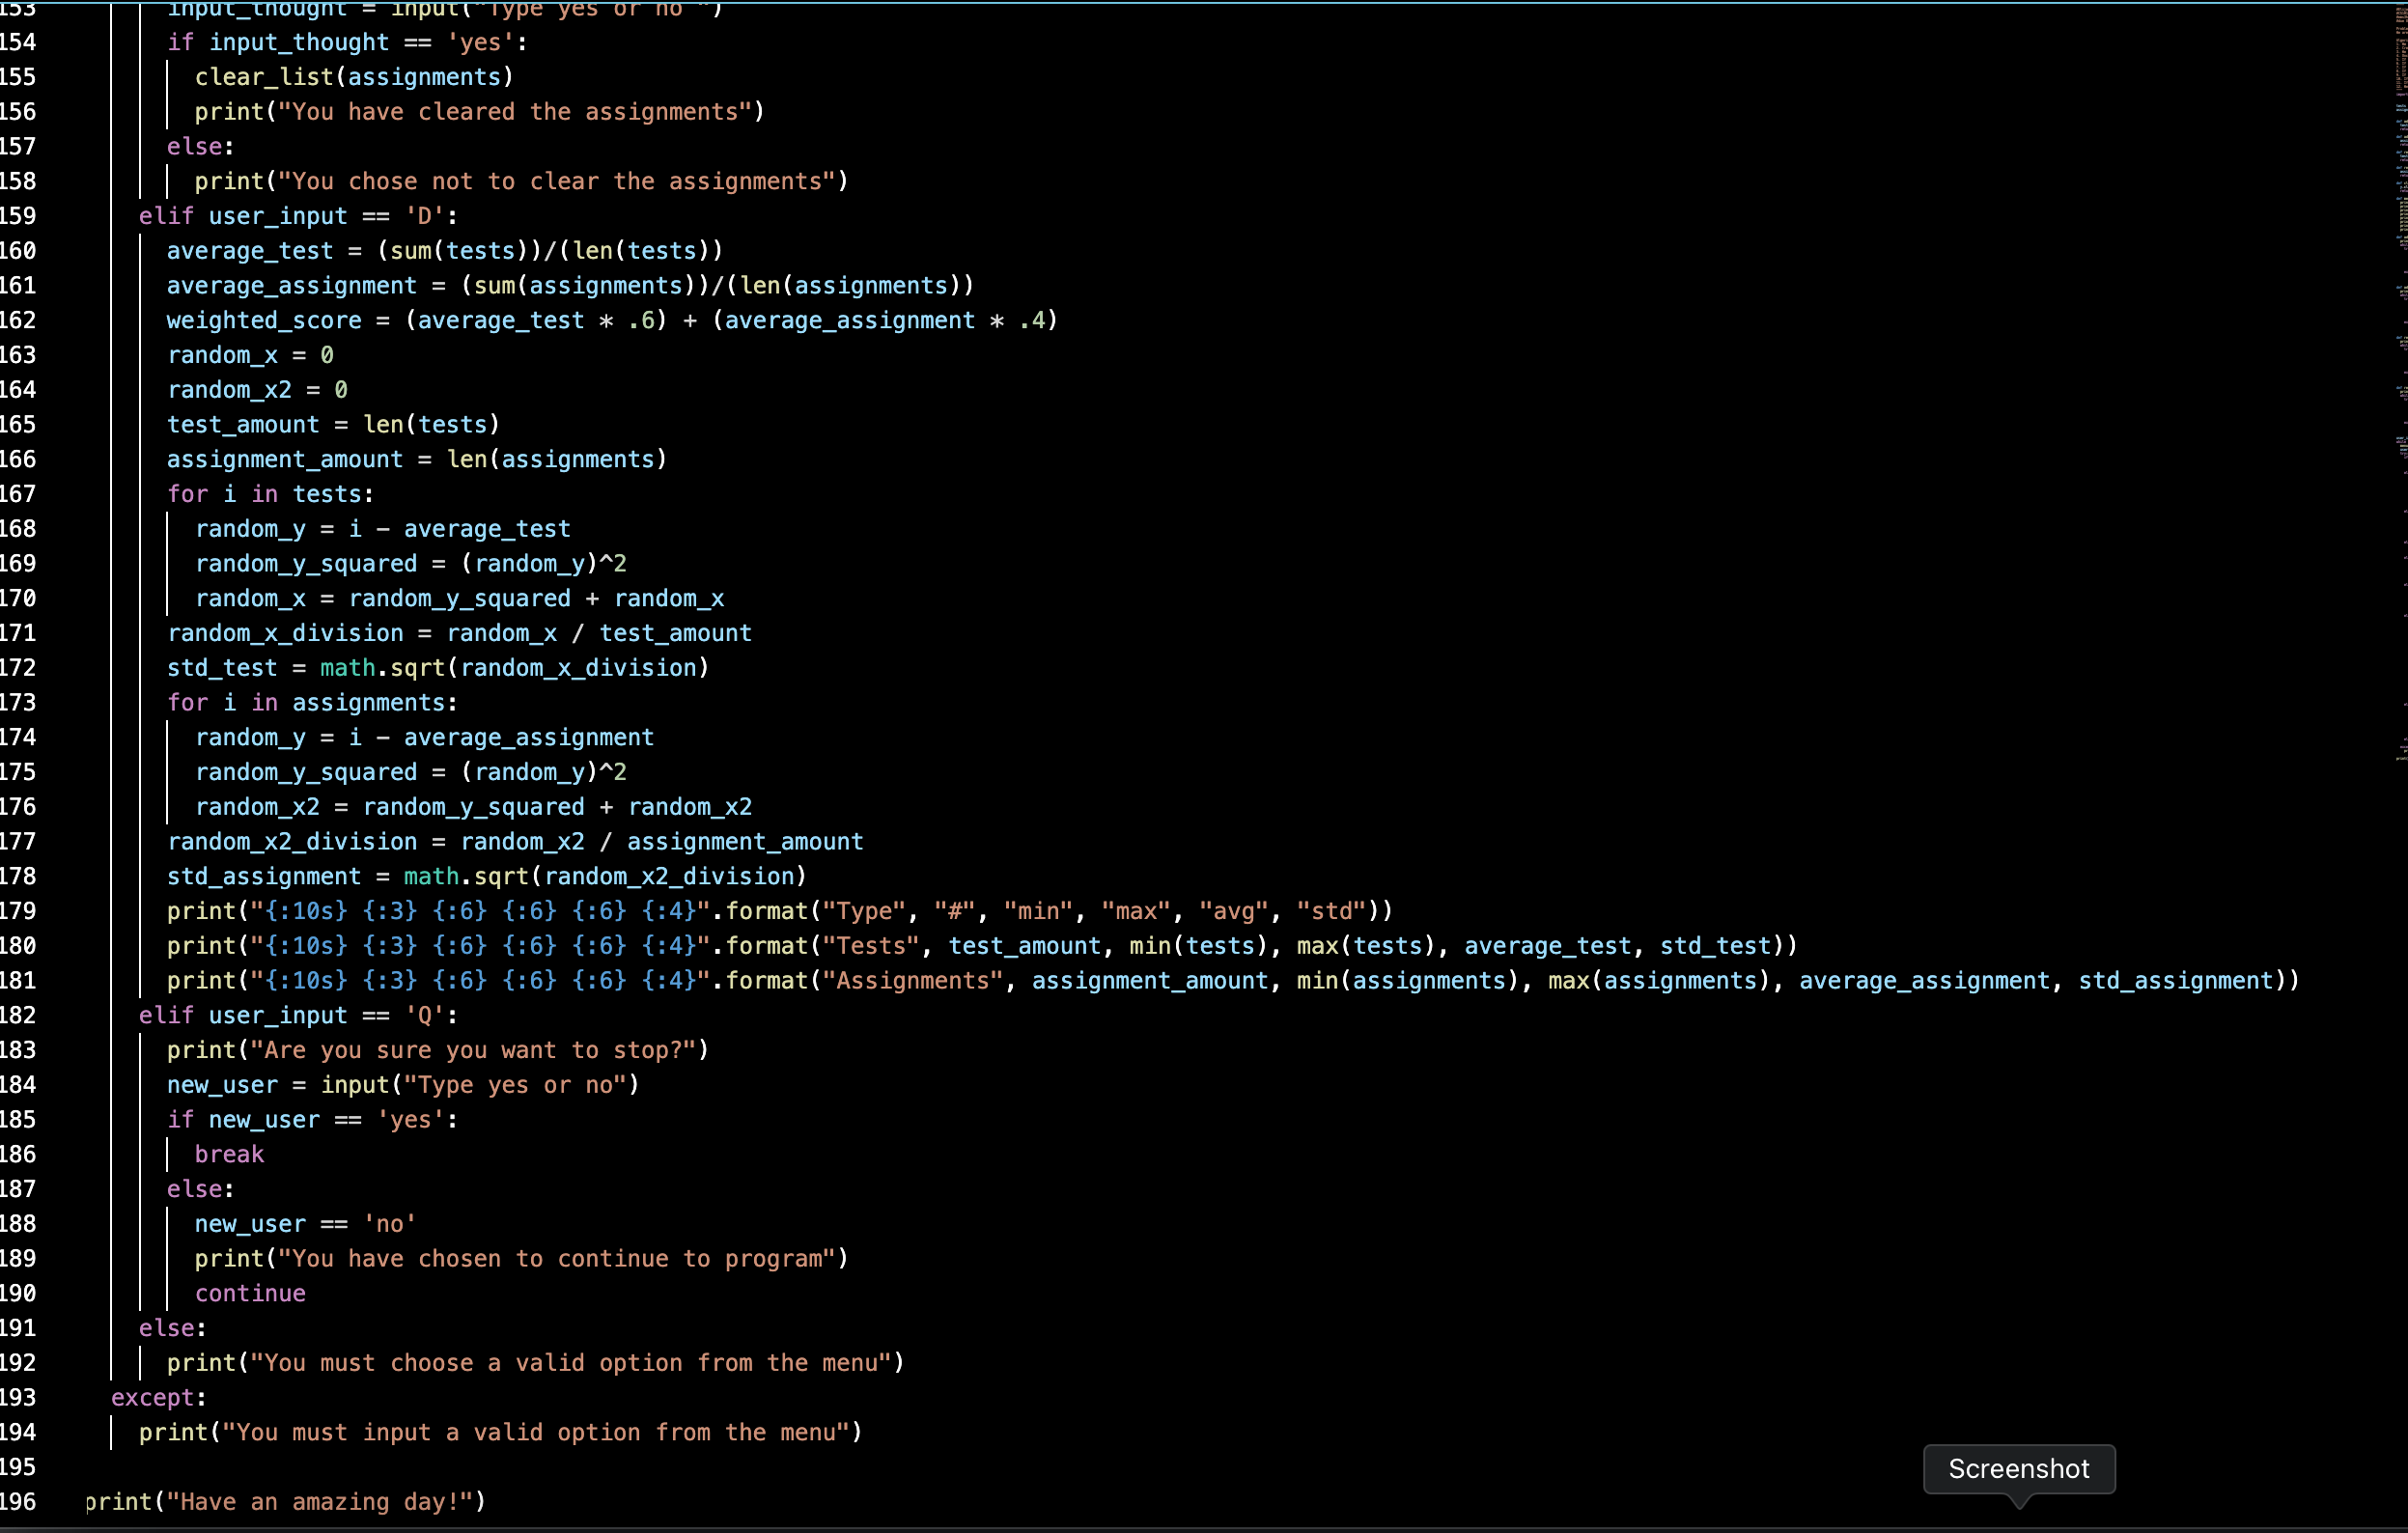 153 input_thought = input("Type yes or no ")
154 if input_thought == 'yes':
155 clear_list(assignments)
156 print("You have cleared the assignments")
157 else:
158 print("You chose not to clear the assignments")
159 elif user_input == 'D':
160 average_test = (sum(tests))/(len(tests))
161 average_assignment = (sum(assignments))/(len(assignments))
162 weighted_score = (average_test * .6) + (average_assignment * .4)
163 random_x = 0
164 random_x2 = 0
165 test_amount = len(tests)
166 assignment_amount = len(assignments)
167 for i in tests:
168 random_y = i - average_test
169 random_y_squared = (random_y)^2
170 random_x = random_y_squared + random_x
171 random_x_division = random_x / test_amount
172 std_test = math.sqrt(random_x_division)
173 for i in assignments:
174 random_y = i - average_assignment
175 random_y_squared = (random_y)^2
176 random_x2 = random_y_squared + random_x2
177 random_x2_division = random_x2 / assignment_amount
178 std_assignment = math.sqrt(random_x2_division)
179 print("{:10s} {:3} {:6} {:6} {:6} {:4}".format("Type", "#", "min", "max", "avg", "std"))
180 print("{:10s} {:3} {:6} {:6} {:6} {:4}".format("Tests", test_amount, min(tests), max(tests), average_test, std_test))
181 print("{:10s} {:3} {:6} {:6} {:6} {:4}".format("Assignments", assignment_amount, min(assignments), max(assignments), average_assignment, std_assignment))
182 elif user_input == 'Q':
183 print("Are you sure you want to stop?")
184 new_user = input("Type yes or no")
185 if new_user == 'yes':
186 break
187 else:
188 new_user == 'no'
189 print("You have chosen to continue to program")
190 continue
191 else:
192 print("You must choose a valid option from the menu")
193 except:
194 print("You must input a valid option from the menu")
195
196 print("Have an amazing day!")
Screenshot